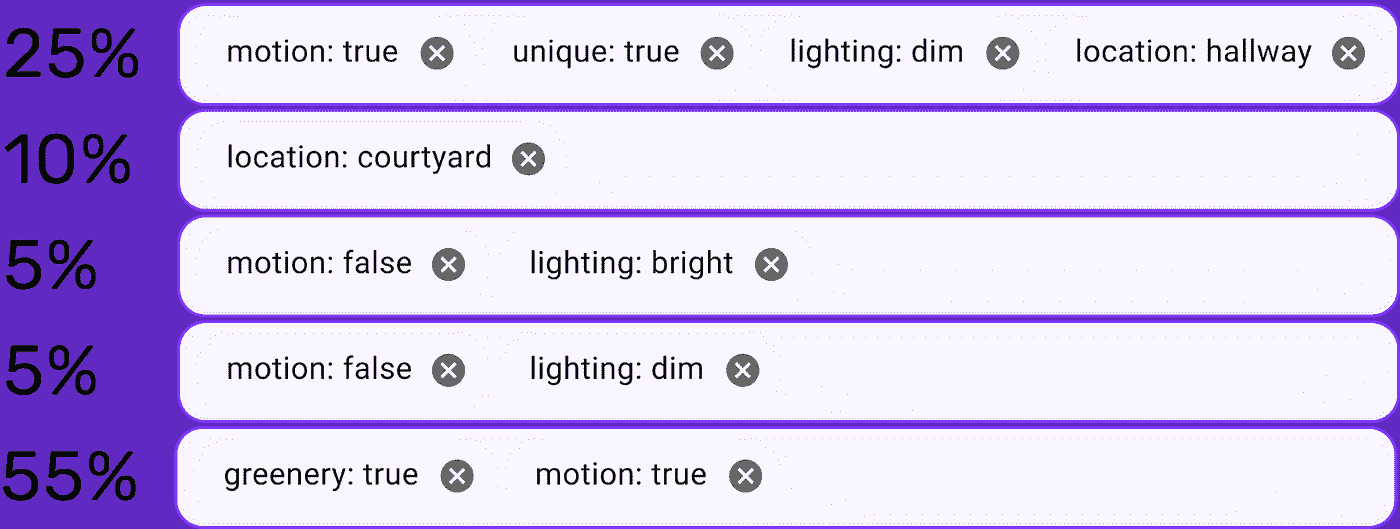 25% motion: true unique: true lighting: dim location: hallway
10% location: courtyard
5% motion: false lighting: bright
5% motion: false lighting: dim
55% greenery: true motion: true